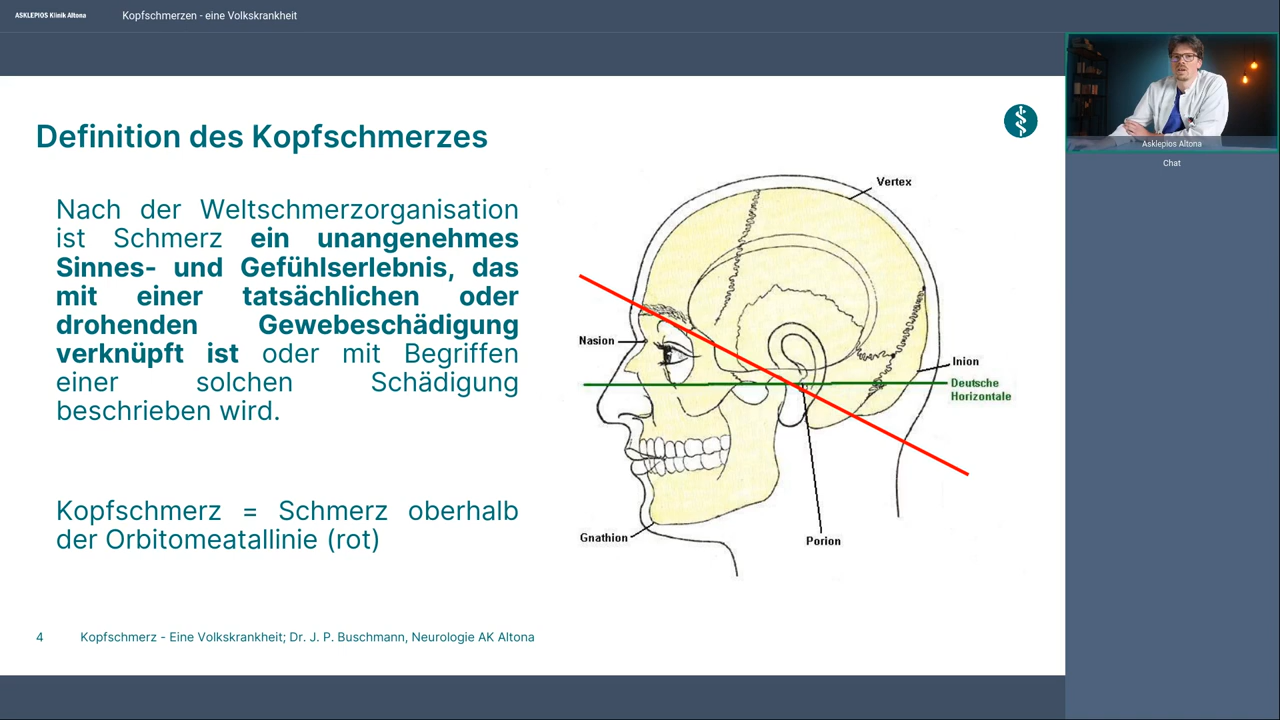 ASKLEPIOS Klinik Altona
Kopfschmerzen - eine Volkskrankheit
Asklepios Altona
Chat
Definition des Kopfschmerzes
Nach der Weltschmerzorganisation
ist Schmerz ein unangenehmes
Sinnes- und Gefühlserlebnis, das
mit einer tatsächlichen oder
drohenden Gewebeschädigung
verknüpft ist oder mit Begriffen
einer solchen Schädigung
beschrieben wird.
Kopfschmerz = Schmerz oberhalb
der Orbitomeatallinie (rot)
Vertex
Nasion
Inion
Deutsche
Horizontale
Gnathion
Porion
4 Kopfschmerz - Eine Volkskrankheit; Dr. J. P. Buschmann, Neurologie AK Altona